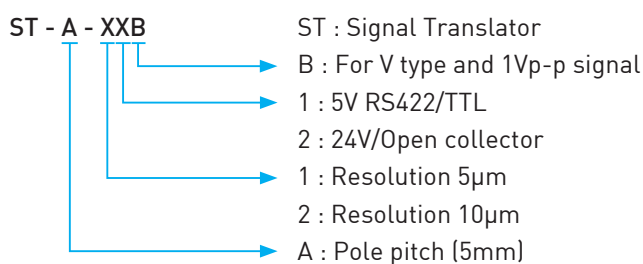 ST - A - XXB
ST : Signal Translator
B : For V type and 1Vp-p signal
1 : 5V RS422/TTL
2 : 24V/Open collector
1 : Resolution 5µm
2 : Resolution 10µm
A : Pole pitch (5mm)